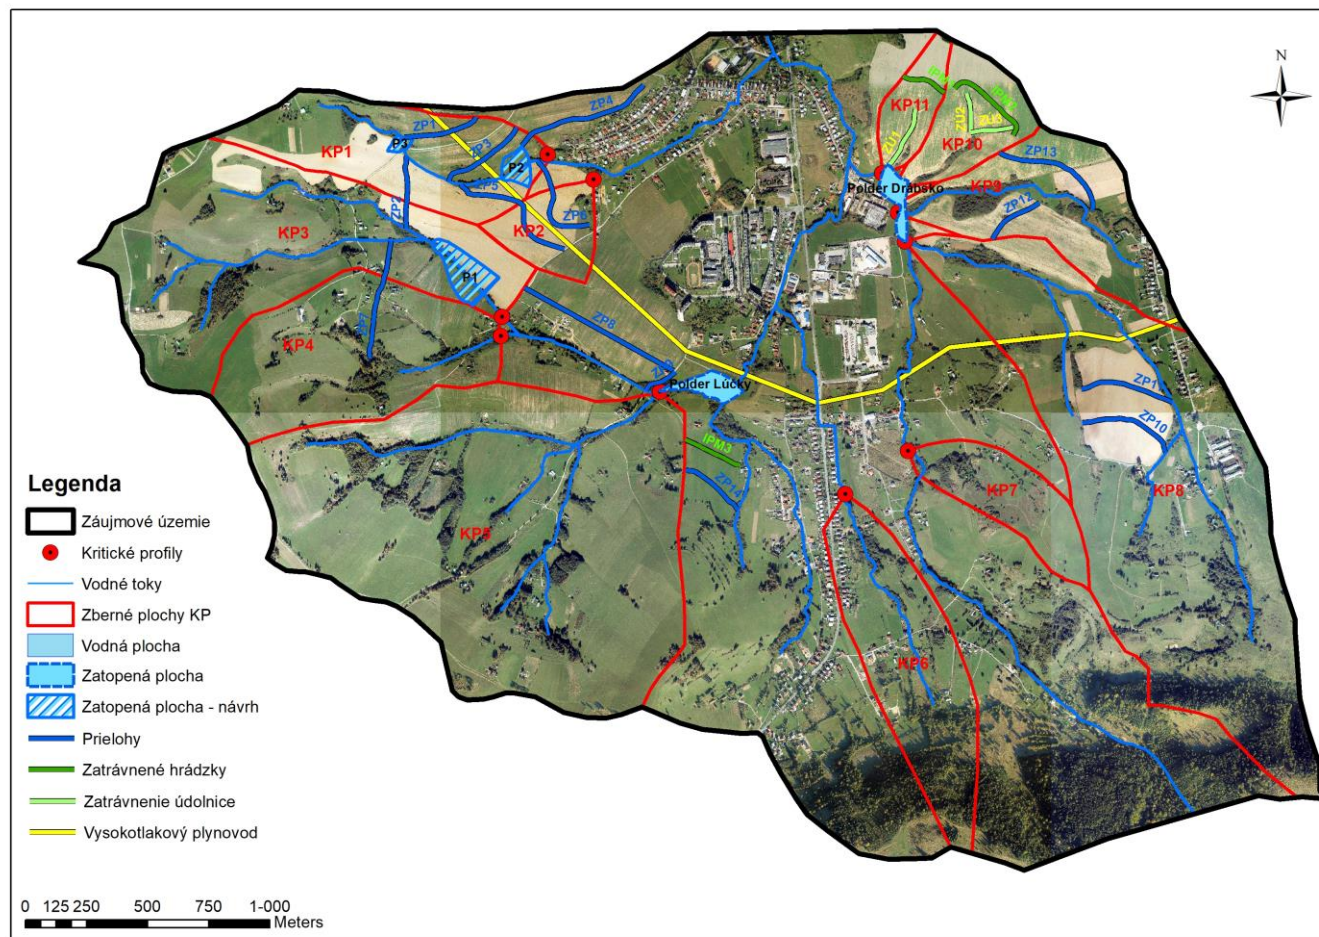 N
ZP4
ZP1
IPM1
IPM2
KP11
P3
ZP3
ZU2
KP1
ZU1
ZU3
KP10
P2
ZP13
ZP5
Polder Drábsko
KP9
ZP2
ZP12
ZP6
KP3
KP2
P1
ZP8
KP4
Polder Lúčky
ZP10
IPM3
ZP14
KP7
KP8
KP5
KP6
Legenda
Záujmové územie
Kritické profily
Vodné toky
Zberné plochy KP
Vodná plocha
Zatopená plocha
Zatopená plocha - návrh
Prielohy
Zatrávnené hrádzky
Zatrávnenie údolnice
Vysokotlakový plynovod
0 125 250 500 750 1-000
Meters